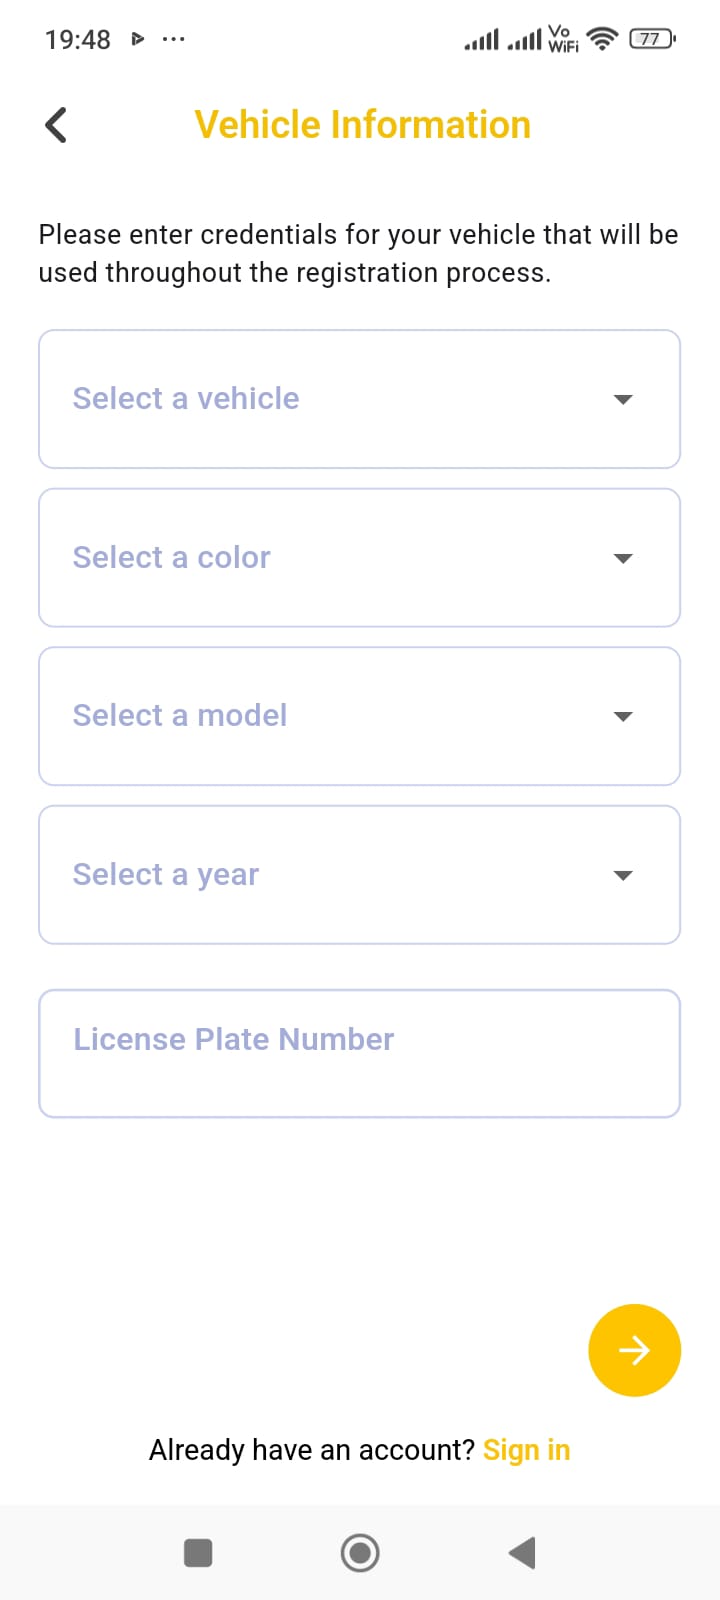 19:48
Vo
WiFi
77
Vehicle Information
Please enter credentials for your vehicle that will be
used throughout the registration process.
Select a vehicle
Select a color
Select a model
Select a year
License Plate Number
Already have an account? Sign in